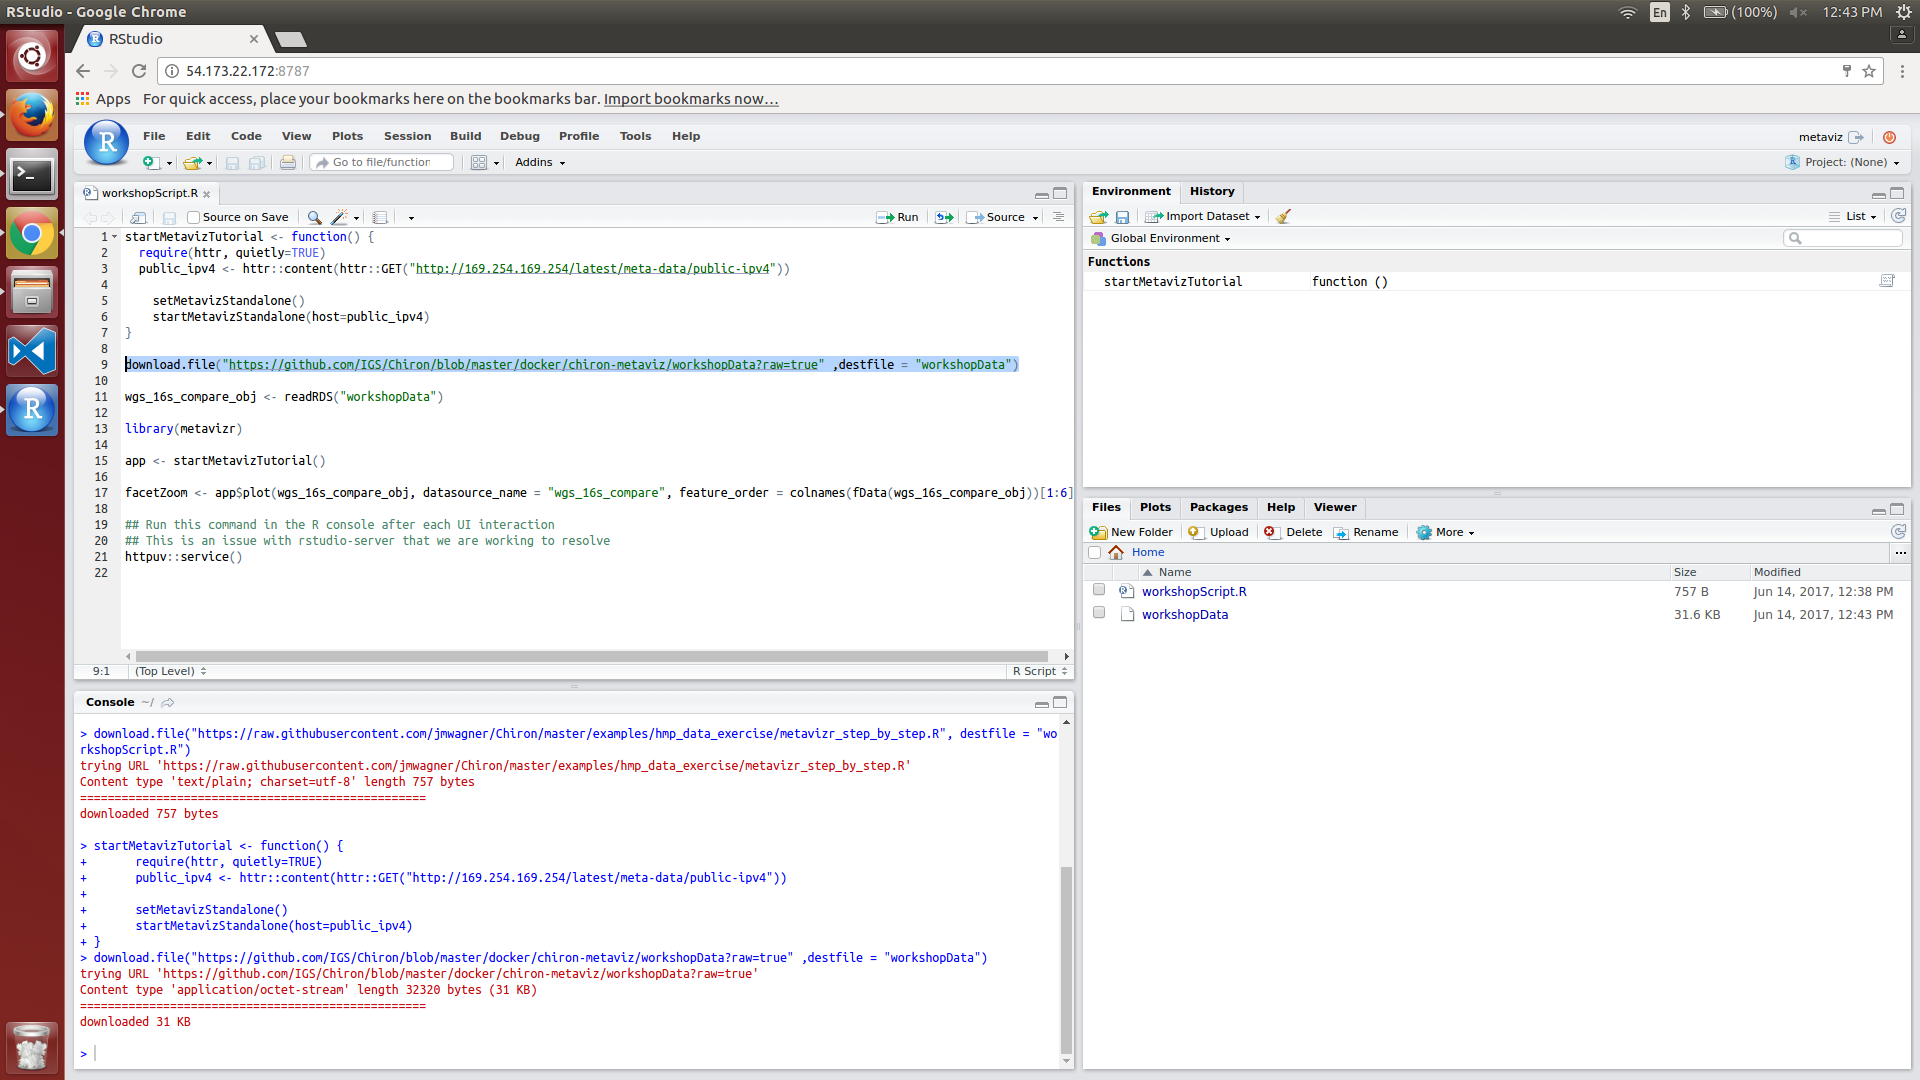 RStudio - Google Chrome
En
(100%)
12:43 PM
RStudio
54.173.22.172:8787
Apps
For quick access, place your bookmarks here on the bookmarks bar. Import bookmarks now…
R
File Edit Code View Plots Session Build Debug Profile Tools Help
metaviz
Go to file/function
Addins
Project: (None)
workshopScript.R
Source on Save
Run
Source
1 startMetavizTutorial <- function() {
2   require(httr, quietly=TRUE)
3   public_ipv4 <- httr::content(httr::GET("http://169.254.169.254/latest/meta-data/public-ipv4"))
4
5     setMetavizStandalone()
6     startMetavizStandalone(host=public_ipv4)
7 }
8
9 download.file("https://github.com/IGS/Chiron/blob/master/docker/chiron-metaviz/workshopData?raw=true" ,destfile = "workshopData")
10
11 wgs_16s_compare_obj <- readRDS("workshopData")
12
13 library(metavizr)
14
15 app <- startMetavizTutorial()
16
17 facetZoom <- app$plot(wgs_16s_compare_obj, datasource_name = "wgs_16s_compare", feature_order = colnames(fData(wgs_16s_compare_obj))[1:6]
18
19 ## Run this command in the R console after each UI interaction
20 ## This is an issue with rstudio-server that we are working to resolve
21 httpuv::service()
22
9:1 (Top Level)
R Script
Console ~/
> download.file("https://raw.githubusercontent.com/jmwagner/Chiron/master/examples/hmp_data_exercise/metavizr_step_by_step.R", destfile = "wo
rkshopScript.R")
trying URL 'https://raw.githubusercontent.com/jmwagner/Chiron/master/examples/hmp_data_exercise/metavizr_step_by_step.R'
Content type 'text/plain; charset=utf-8' length 757 bytes
==================================================
downloaded 757 bytes
> startMetavizTutorial <- function() {
+       require(httr, quietly=TRUE)
+       public_ipv4 <- httr::content(httr::GET("http://169.254.169.254/latest/meta-data/public-ipv4"))
+
+       setMetavizStandalone()
+       startMetavizStandalone(host=public_ipv4)
+ }
> download.file("https://github.com/IGS/Chiron/blob/master/docker/chiron-metaviz/workshopData?raw=true" ,destfile = "workshopData")
trying URL 'https://github.com/IGS/Chiron/blob/master/docker/chiron-metaviz/workshopData?raw=true'
Content type 'application/octet-stream' length 32320 bytes (31 KB)
==================================================
downloaded 31 KB
>
Environment History
Import Dataset
List
Global Environment
Functions
startMetavizTutorial function ()
Files Plots Packages Help Viewer
New Folder Upload Delete Rename More
Home
...
Name Size Modified
workshopScript.R 757 B Jun 14, 2017, 12:38 PM
workshopData 31.6 KB Jun 14, 2017, 12:43 PM